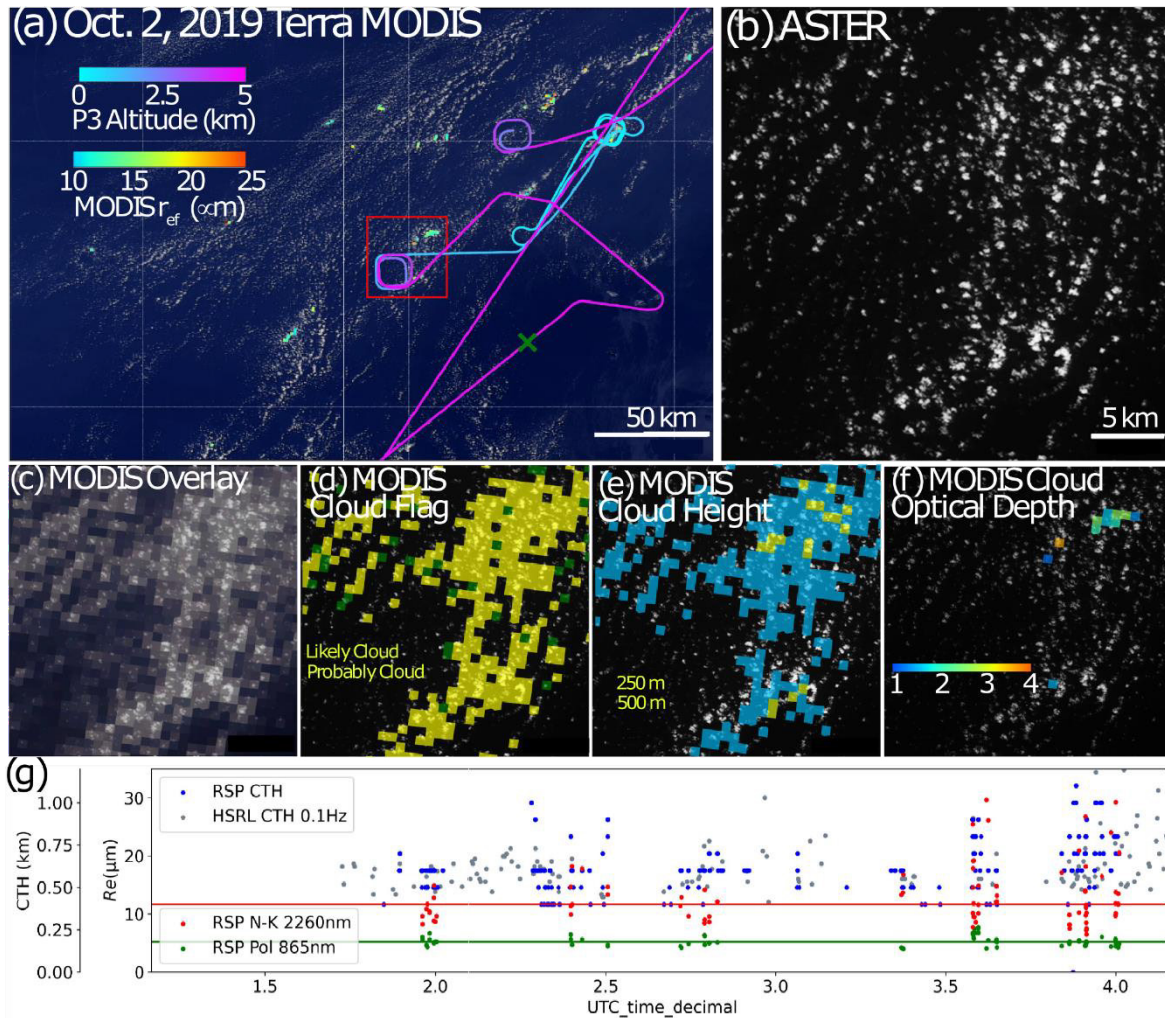 (a) Oct. 2, 2019 Terra MODIS
0 2.5 5
P3 Altitude (km)
10 15 20 25
MODIS r_ef (∝m)
50 km
(b) ASTER
5 km
(c) MODIS Overlay
(d) MODIS
Cloud Flag
Likely Cloud
Probably Cloud
(e) MODIS
Cloud Height
250 m
500 m
(f) MODIS Cloud
Optical Depth
1 2 3 4
(g)
CTH (km)
1.00
0.75
0.50
0.25
0.00
Re(μm)
30
20
10
0
RSP CTH
HSRL CTH 0.1Hz
RSP N-K 2260nm
RSP Pol 865nm
1.5 2.0 2.5 3.0 3.5 4.0
UTC_time_decimal